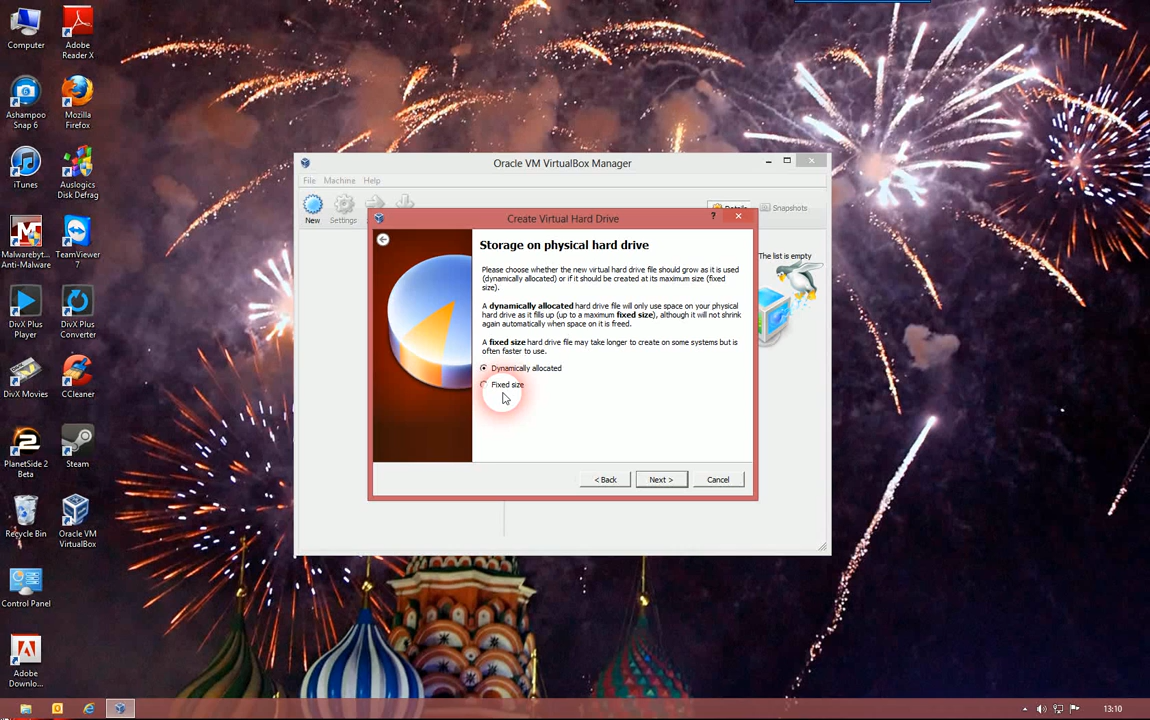 Computer
Adobe
Reader X
Ashampoo
Snap 6
Mozilla
Firefox
iTunes
Auslogics
Disk Defrag
Malwarebyt...
Anti-Malware
TeamViewer
7
DivX Plus
Player
DivX Plus
Converter
DivX Movies
CCleaner
PlanetSide 2
Beta
Steam
Recycle Bin
Oracle VM
VirtualBox
Control Panel
Adobe
Downlo...
Oracle VM VirtualBox Manager
File Machine Help
New Settings
Details Snapshots
The list is empty
Create Virtual Hard Drive
?
Storage on physical hard drive
Please choose whether the new virtual hard drive file should grow as it is used
(dynamically allocated) or if it should be created at its maximum size (fixed
size).
A dynamically allocated hard drive file will only use space on your physical
hard drive as it fills up (up to a maximum fixed size), although it will not shrink
again automatically when space on it is freed.
A fixed size hard drive file may take longer to create on some systems but is
often faster to use.
Dynamically allocated
Fixed size
< Back Next > Cancel
13:10